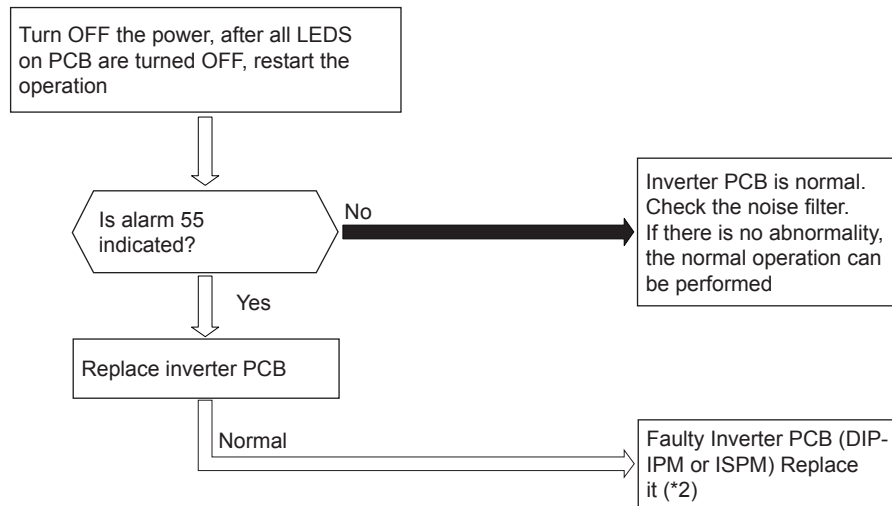 Turn OFF the power, after all LEDS
on PCB are turned OFF, restart the
operation
Is alarm 55
indicated?
No
Inverter PCB is normal.
Check the noise filter.
If there is no abnormality,
the normal operation can
be performed
Yes
Replace inverter PCB
Normal
Faulty Inverter PCB (DIP-
IPM or ISPM) Replace
it (*2)